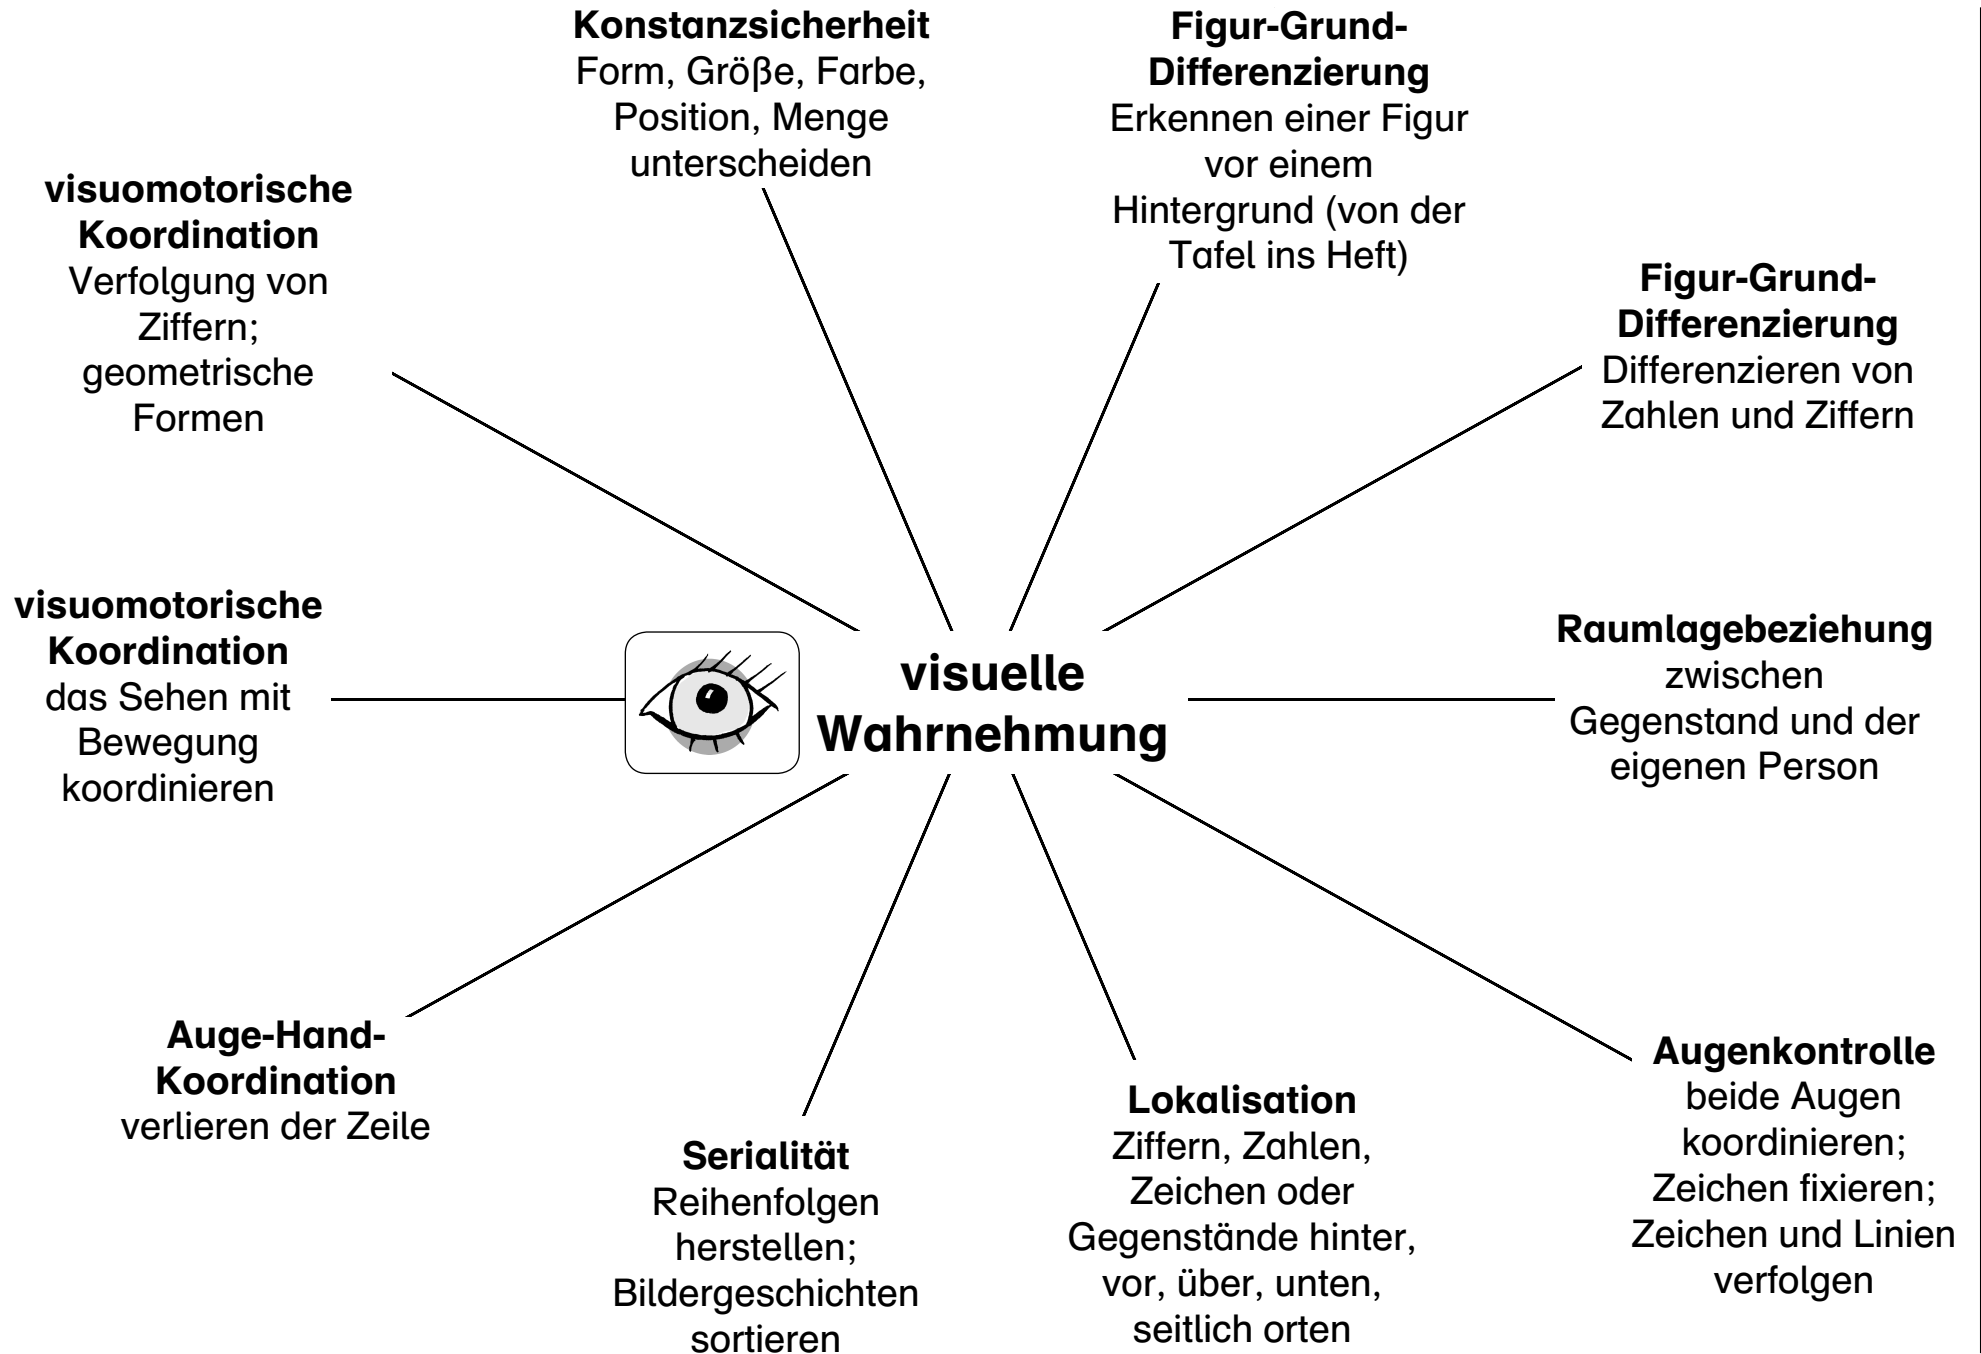 Konstanzsicherheit
Form, Größe, Farbe,
Position, Menge
unterscheiden
Figur-Grund-
Differenzierung
Erkennen einer Figur
vor einem
Hintergrund (von der
Tafel ins Heft)
visuomotorische
Koordination
Verfolgung von
Ziffern;
geometrische
Formen
Figur-Grund-
Differenzierung
Differenzieren von
Zahlen und Ziffern
visuomotorische
Koordination
das Sehen mit
Bewegung
koordinieren
visuelle
Wahrnehmung
Raumlagebeziehung
zwischen
Gegenstand und der
eigenen Person
Auge-Hand-
Koordination
verlieren der Zeile
Serialität
Reihenfolgen
herstellen;
Bildergeschichten
sortieren
Lokalisation
Ziffern, Zahlen,
Zeichen oder
Gegenstände hinter,
vor, über, unten,
seitlich orten
Augenkontrolle
beide Augen
koordinieren;
Zeichen fixieren;
Zeichen und Linien
verfolgen